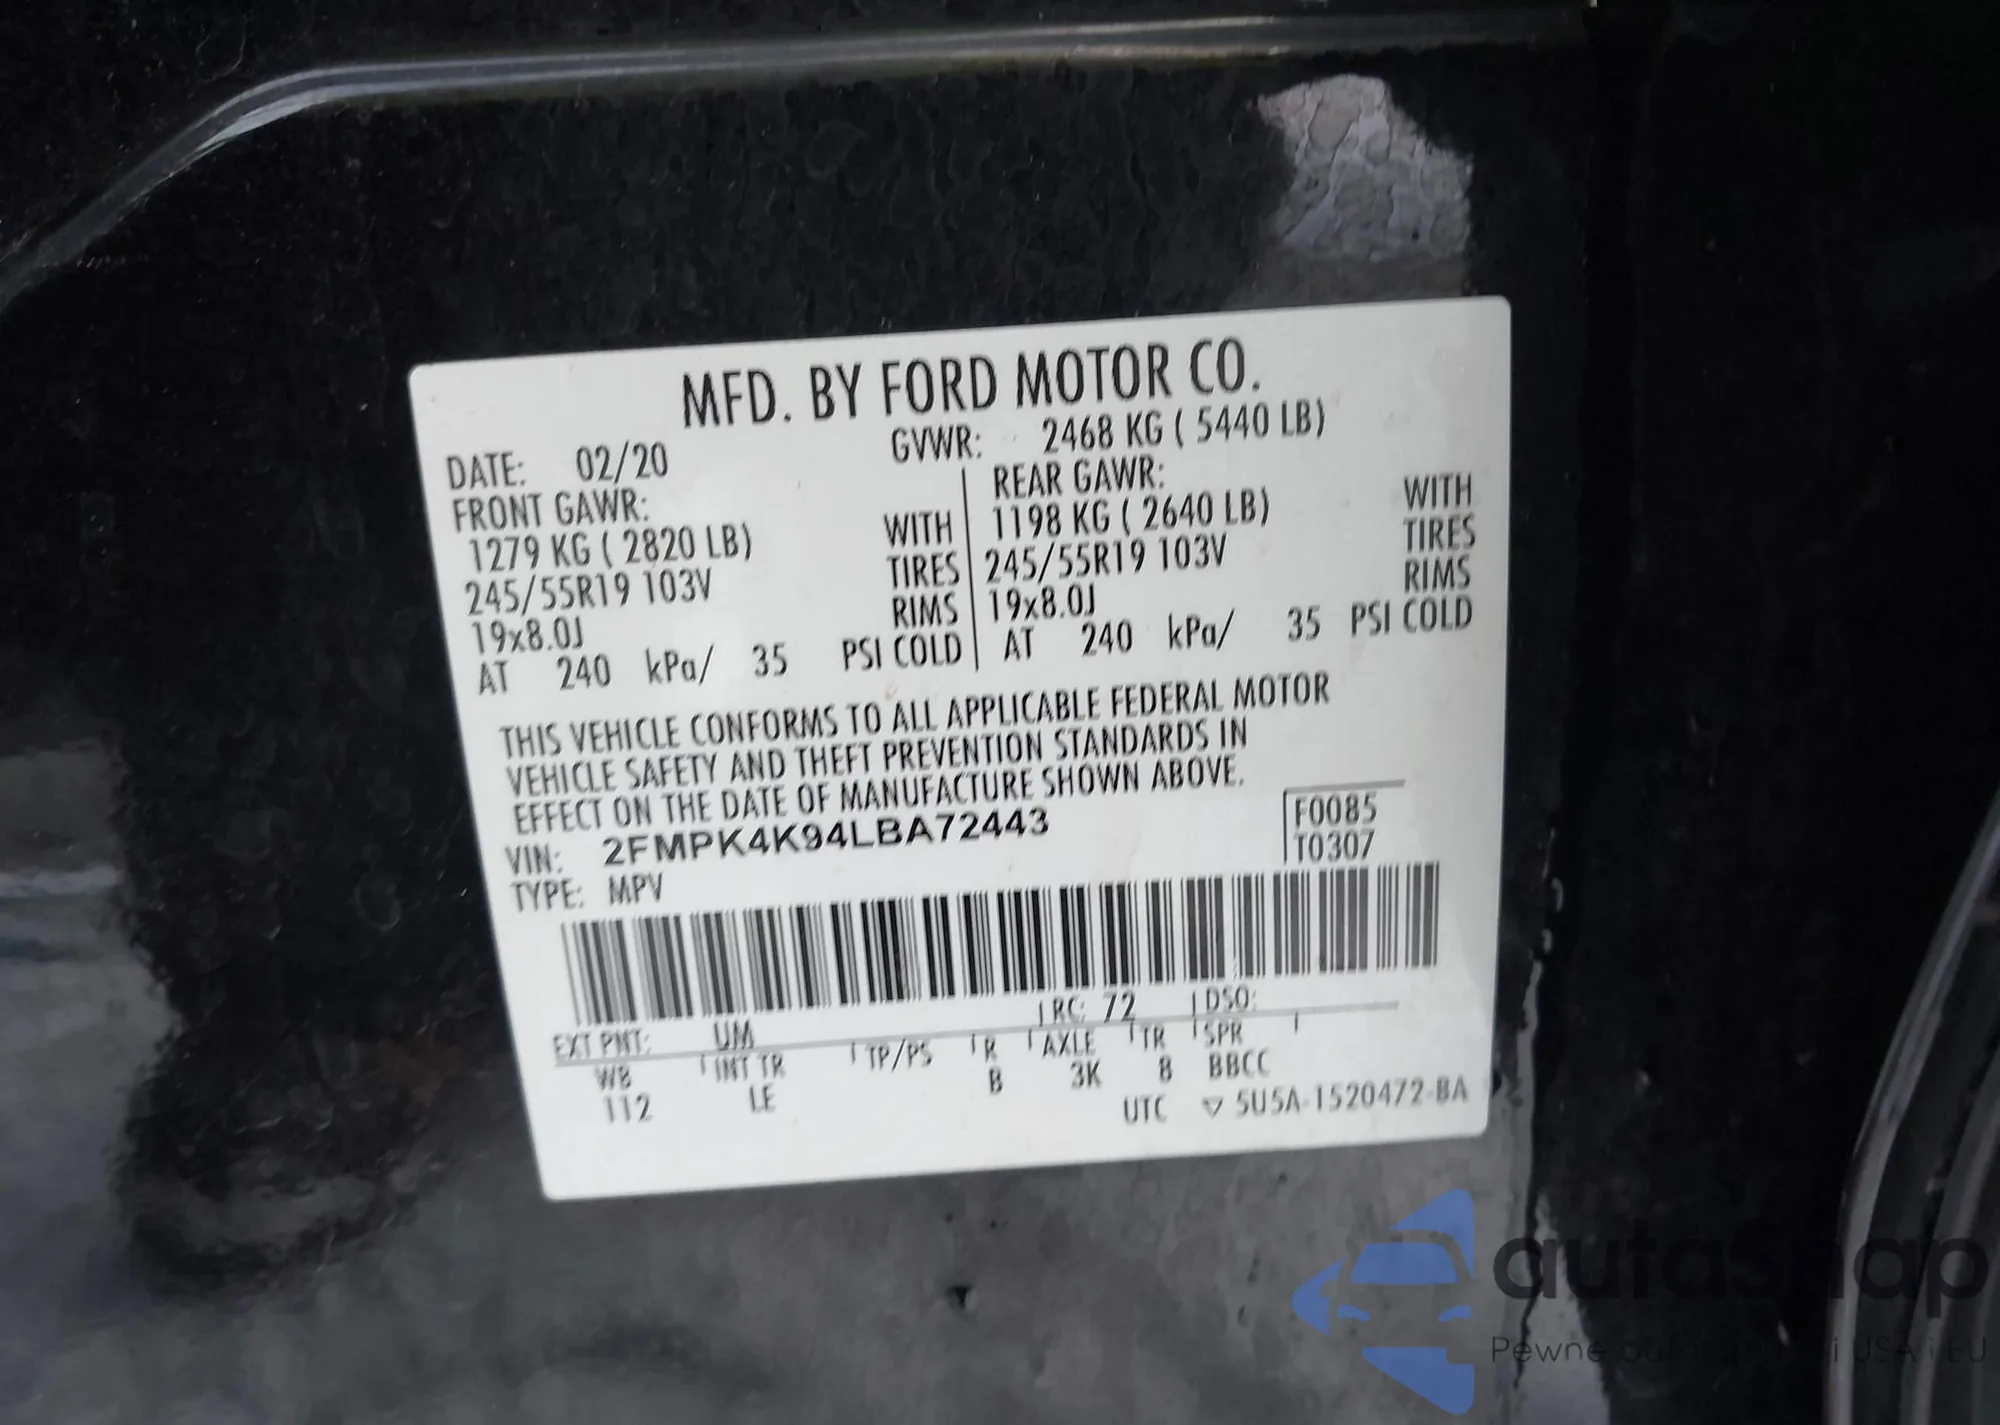 MFD. BY FORD MOTOR CO.
DATE: 02/20 GVWR: 2468 KG ( 5440 LB)
FRONT GAWR: REAR GAWR:
1279 KG ( 2820 LB) WITH 1198 KG ( 2640 LB) WITH
245/55R19 103V TIRES 245/55R19 103V TIRES
19x8.0J RIMS 19x8.0J RIMS
AT 240 kPa/ 35 PSI COLD AT 240 kPa/ 35 PSI COLD
THIS VEHICLE CONFORMS TO ALL APPLICABLE FEDERAL MOTOR
VEHICLE SAFETY AND THEFT PREVENTION STANDARDS IN
EFFECT ON THE DATE OF MANUFACTURE SHOWN ABOVE.
VIN: 2FMPK4K94LBA72443 F0085
TYPE: MPV T0307
EXT PNT: UM RC: 72 DSO:
WB INT TR TP/PS R AXLE TR SPR
112 LE B 3K 8 BBCC
UTC ▽ 5U5A-1520472-BA
autosnap
Pewne auta i USA i EU